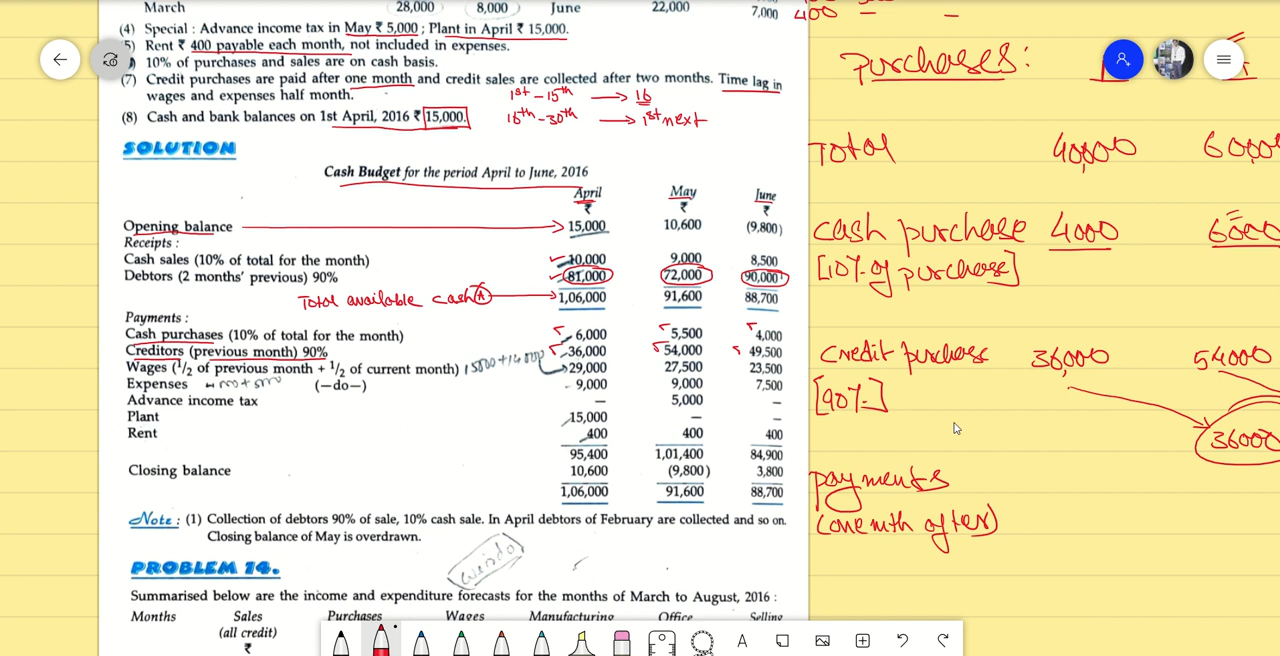 March 28,000 8,000 June 22,000 7,000 400
(4) Special : Advance income tax in May ₹ 5,000 ; Plant in April ₹ 15,000.
5) Rent ₹ 400 payable each month, not included in expenses.
) 10% of purchases and sales are on cash basis.
(7) Credit purchases are paid after one month and credit sales are collected after two months. Time lag in
wages and expenses half month.
1st - 15th → 16
(8) Cash and bank balances on 1st April, 2016 ₹ 15,000.
16th - 30th → 1st next
SOLUTION
Cash Budget for the period April to June, 2016
April May June
₹ ₹ ₹
Opening balance 15,000 10,600 (9,800)
Receipts :
Cash sales (10% of total for the month) 10,000 9,000 8,500
Debtors (2 months' previous) 90% 81,000 72,000 90,000
Total available cash A 1,06,000 91,600 88,700
Payments :
Cash purchases (10% of total for the month) 6,000 5,500 4,000
Creditors (previous month) 90% 36,000 54,000 49,500
Wages (1/2 of previous month + 1/2 of current month) 15000+14000 29,000 27,500 23,500
Expenses (-do-) 9,000 9,000 7,500
Advance income tax — 5,000 –
Plant 15,000 — –
Rent 400 400 400
95,400 1,01,400 84,900
Closing balance 10,600 (9,800) 3,800
1,06,000 91,600 88,700
Note : (1) Collection of debtors 90% of sale, 10% cash sale. In April debtors of February are collected and so on.
Closing balance of May is overdrawn.
PROBLEM 14.
Summarised below are the income and expenditure forecasts for the months of March to August, 2016 :
Months Sales Purchases Wages Manufacturing Office Selling
(all credit)
₹
Purchases:
Total 40,000 60,000
Cash purchase 4000 6000
[10% of purchase]
Credit purchase 36,000 54000
[90%]
36000
payments
(one mth after)
A